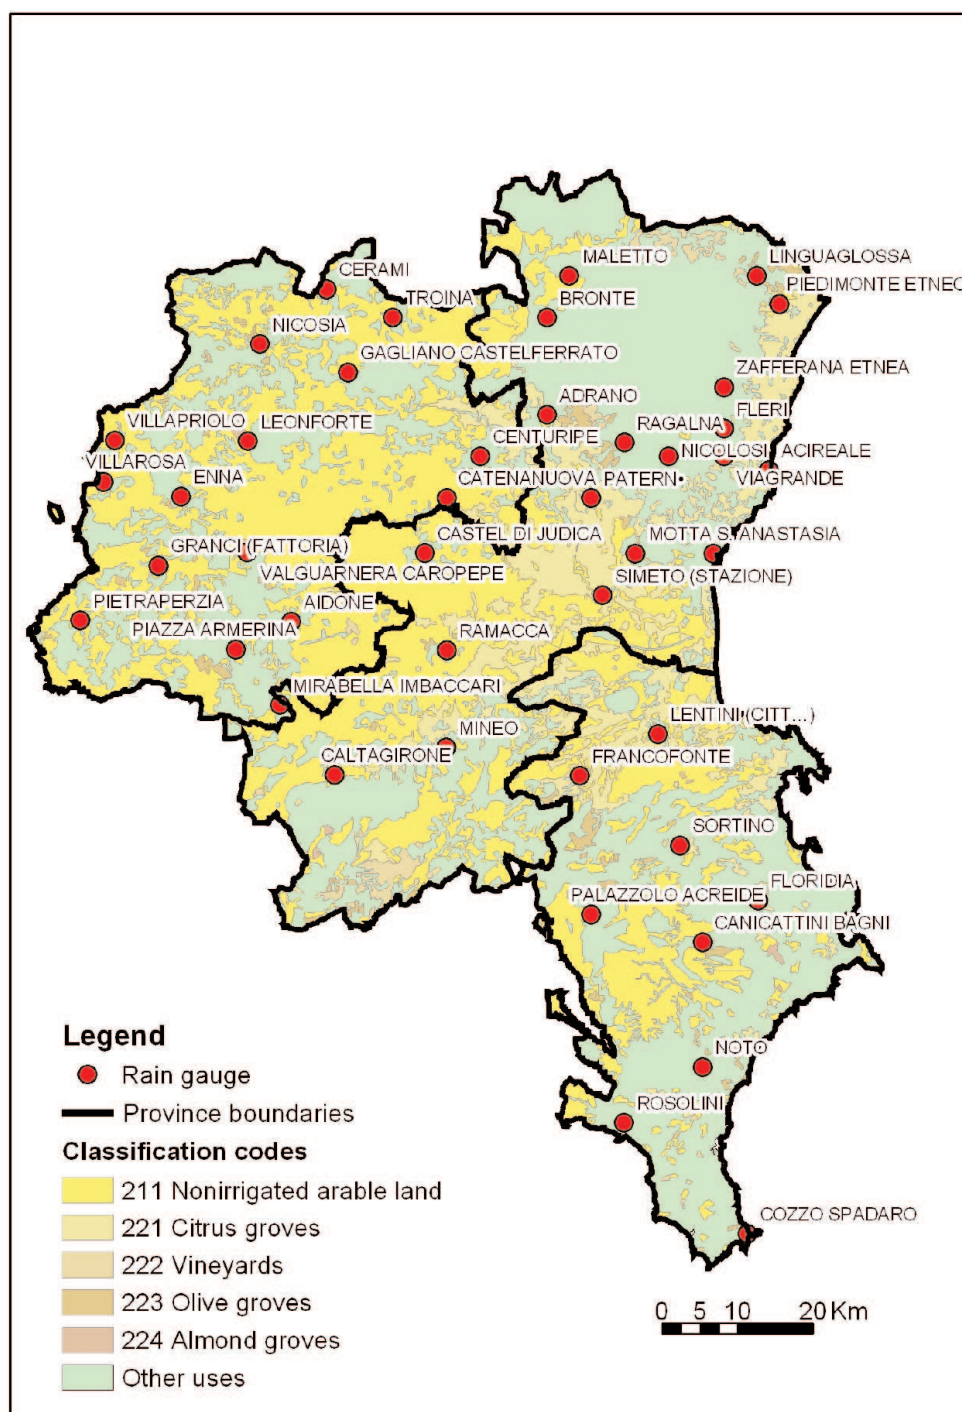 LINGUAGLOSSA
MALETTO
CERAMI
PIEDIMONTE ETNEO
BRONTE
TROINA
NICOSIA
GAGLIANO CASTELFERRATO
ZAFFERANA ETNEA
ADRANO
FLERI
VILLAPRIOLO
LEONFORTE
RAGALNA
CENTURIPE
NICOLOSI
ACIREALE
VILLAROSA
ENNA
CATENANUOVA
PATERN•
VIAGRANDE
GRANCI (FATTORIA)
CASTEL DI JUDICA
MOTTA S. ANASTASIA
VALGUARNERA CAROPEPE
SIMETO (STAZIONE)
PIETRAPERZIA
AIDONE
PIAZZA ARMERINA
RAMACCA
MIRABELLA IMBACCARI
LENTINI (CITT...)
MINEO
CALTAGIRONE
FRANCOFONTE
SORTINO
FLORIDIA
PALAZZOLO ACREIDE
CANICATTINI BAGNI
NOTO
ROSOLINI
COZZO SPADARO
Legend
Rain gauge
Province boundaries
Classification codes
211 Nonirrigated arable land
221 Citrus groves
222 Vineyards
223 Olive groves
224 Almond groves
Other uses
0 5 10 20 Km